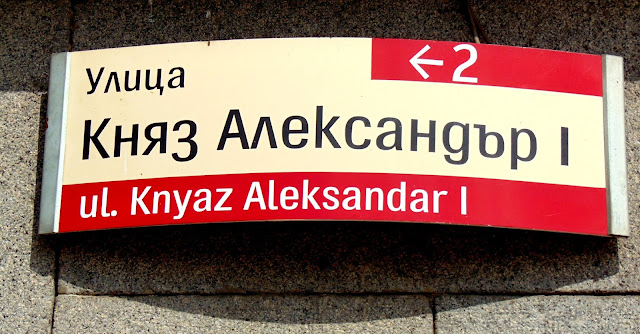 ←2
Улица
Княз Александър I
ul. Knyaz Aleksandar I